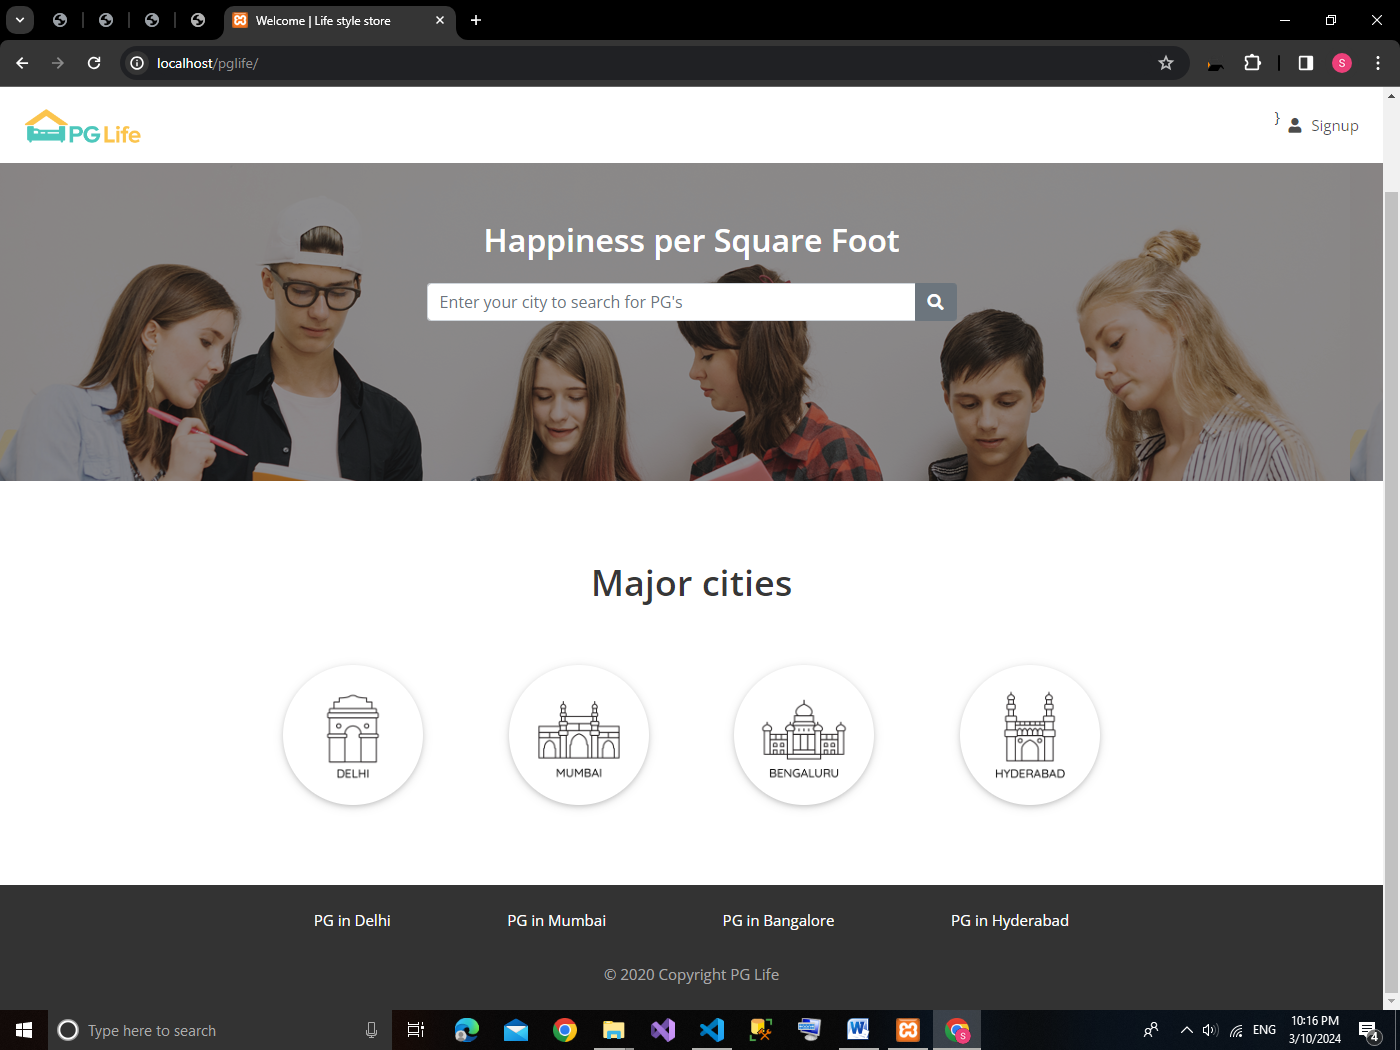 Welcome | Life style store
localhost/pglife/
S
PG Life
}
Signup
Happiness per Square Foot
Enter your city to search for PG's
Major cities
DELHI
MUMBAI
BENGALURU
HYDERABAD
PG in Delhi
PG in Mumbai
PG in Bangalore
PG in Hyderabad
© 2020 Copyright PG Life
Type here to search
S
ENG
10:16 PM
3/10/2024
4